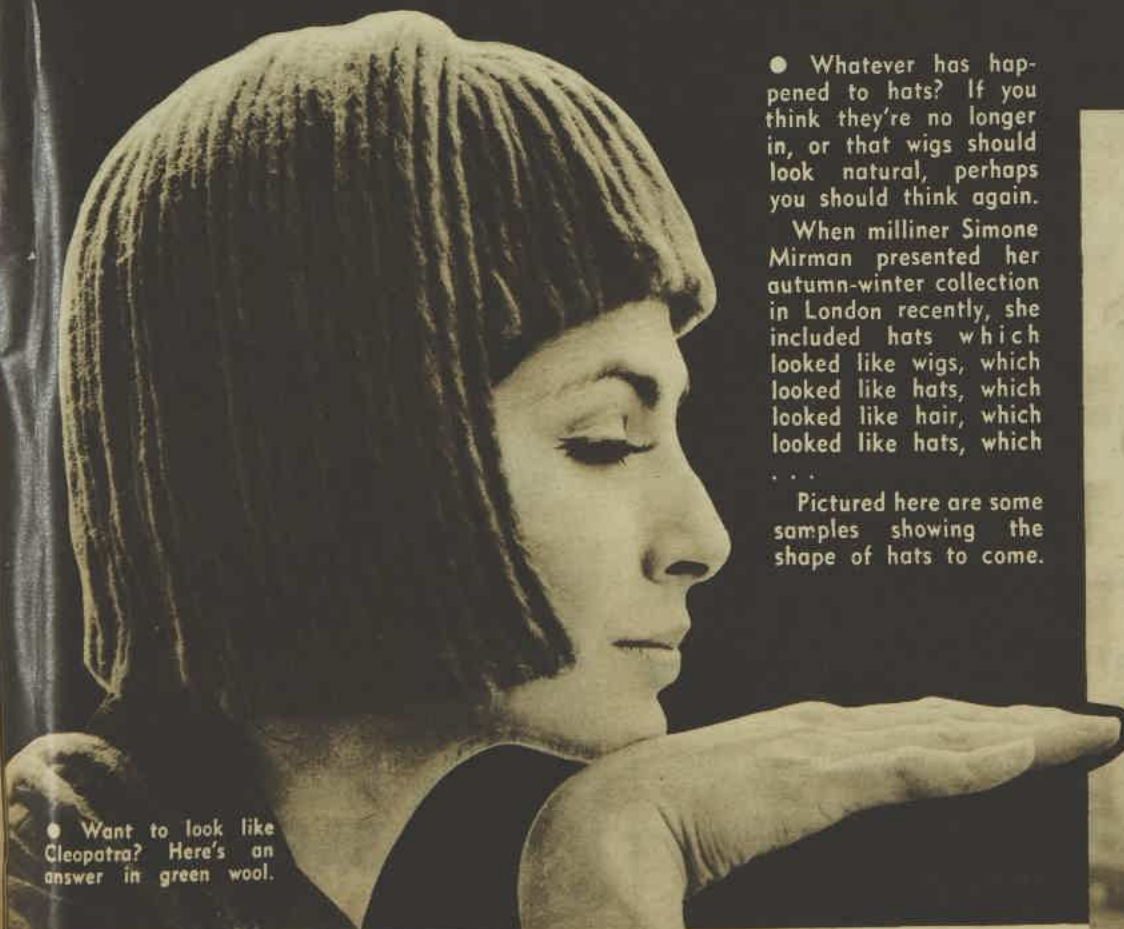 ● Whatever has hap-
pened to hats? If you
think they're no longer
in, or that wigs should
look natural, perhaps
you should think again.
When milliner Simone
Mirman presented her
autumn-winter collection
in London recently, she
included hats which
looked like wigs, which
looked like hats, which
looked like hair, which
looked like hats, which
. . .
Pictured here are some
samples showing the
shape of hats to come.
● Want to look like
Cleopatra? Here's an
answer in green wool.